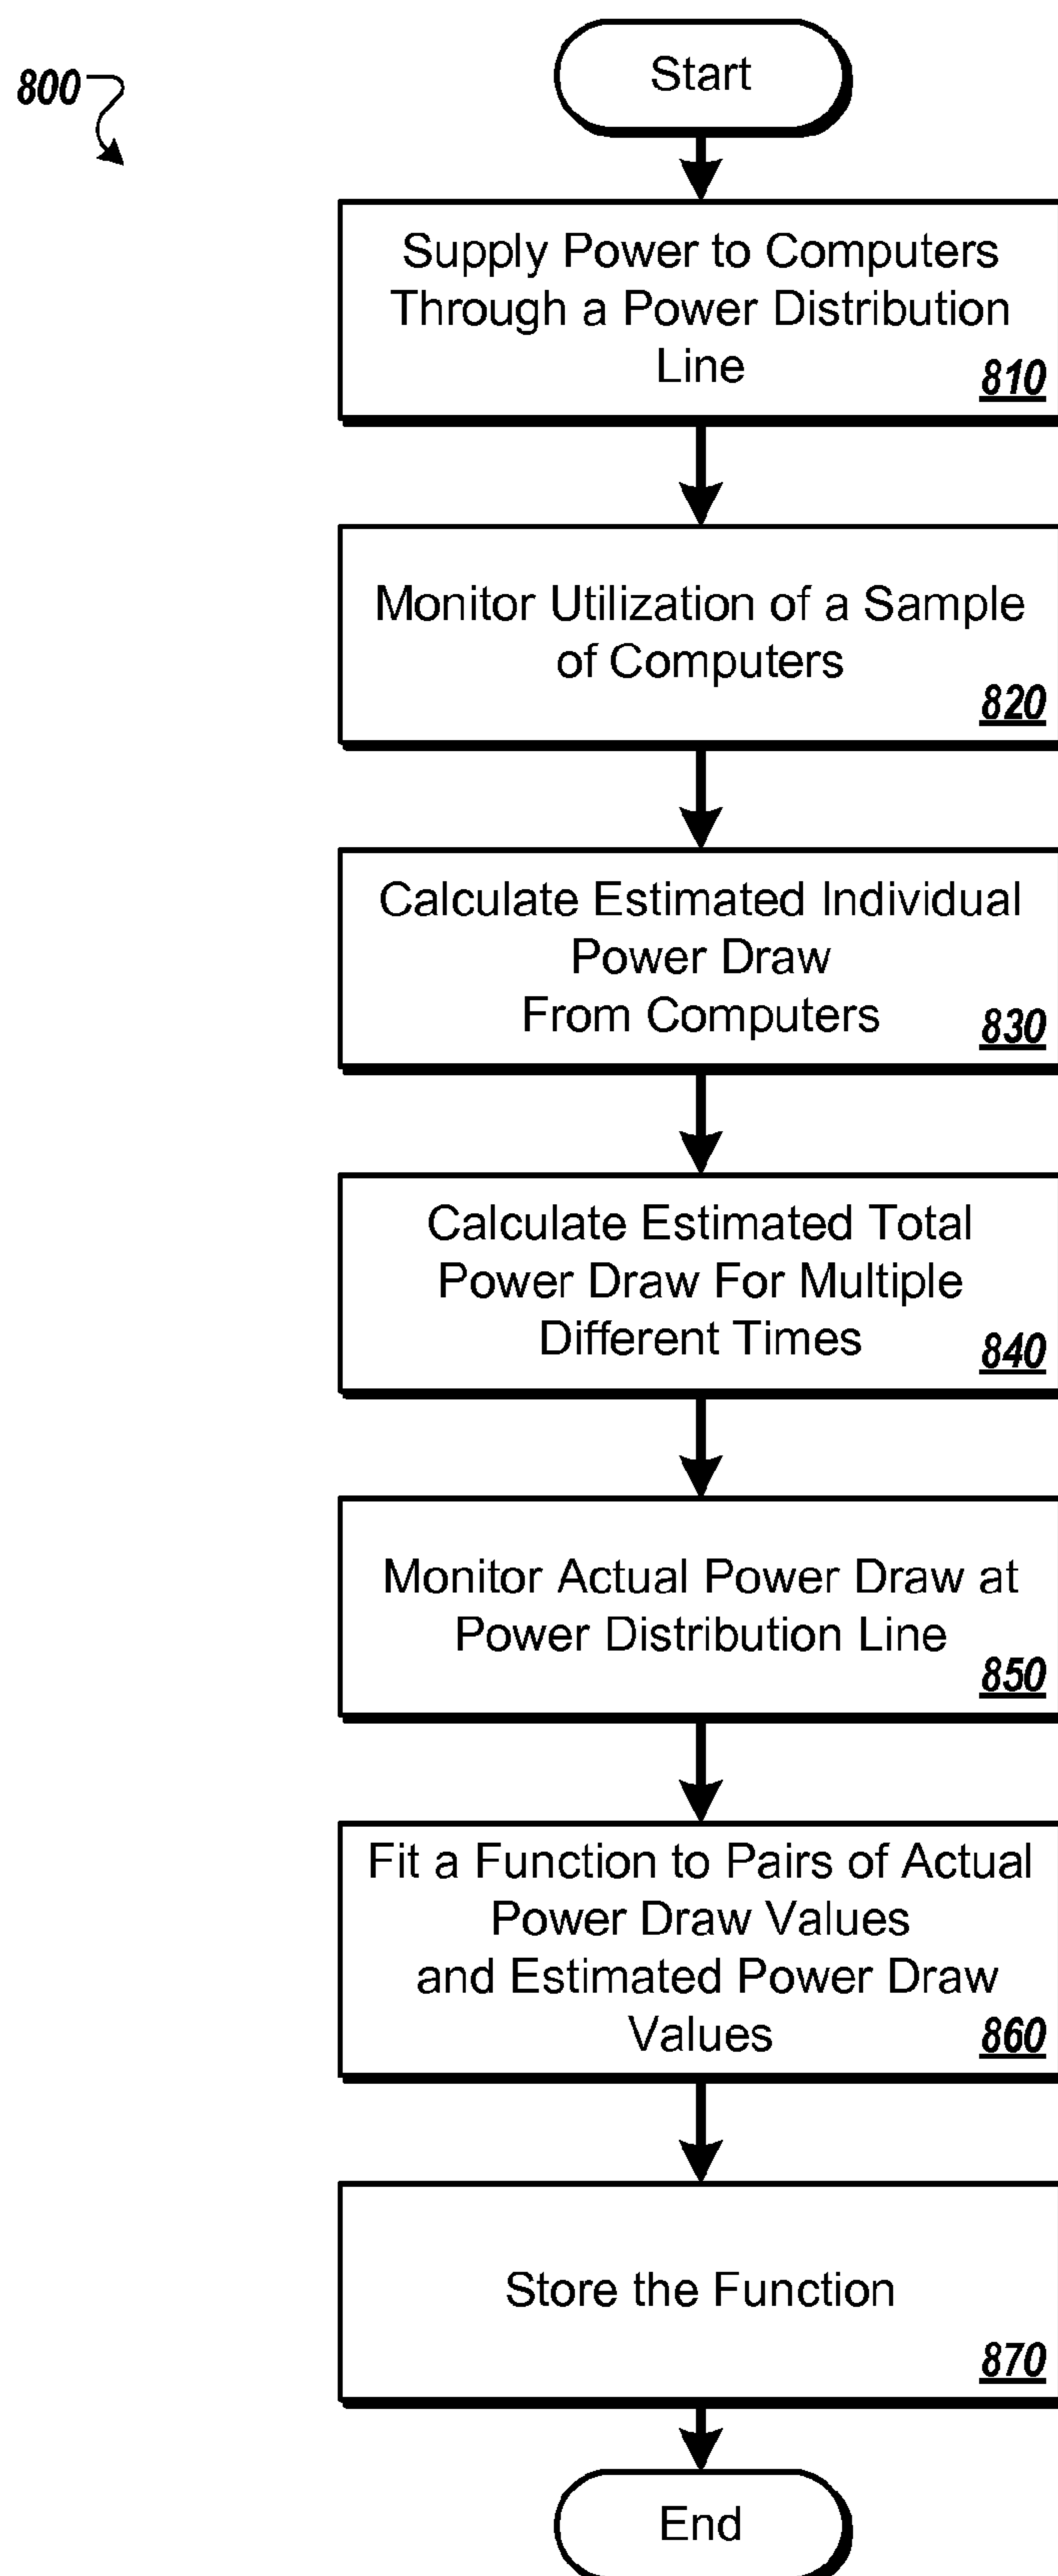 800
Start
Supply Power to Computers
Through a Power Distribution
Line
810
Monitor Utilization of a Sample
of Computers
820
Calculate Estimated Individual
Power Draw
From Computers
830
Calculate Estimated Total
Power Draw For Multiple
Different Times
840
Monitor Actual Power Draw at
Power Distribution Line
850
Fit a Function to Pairs of Actual
Power Draw Values
and Estimated Power Draw
Values
860
Store the Function
870
End